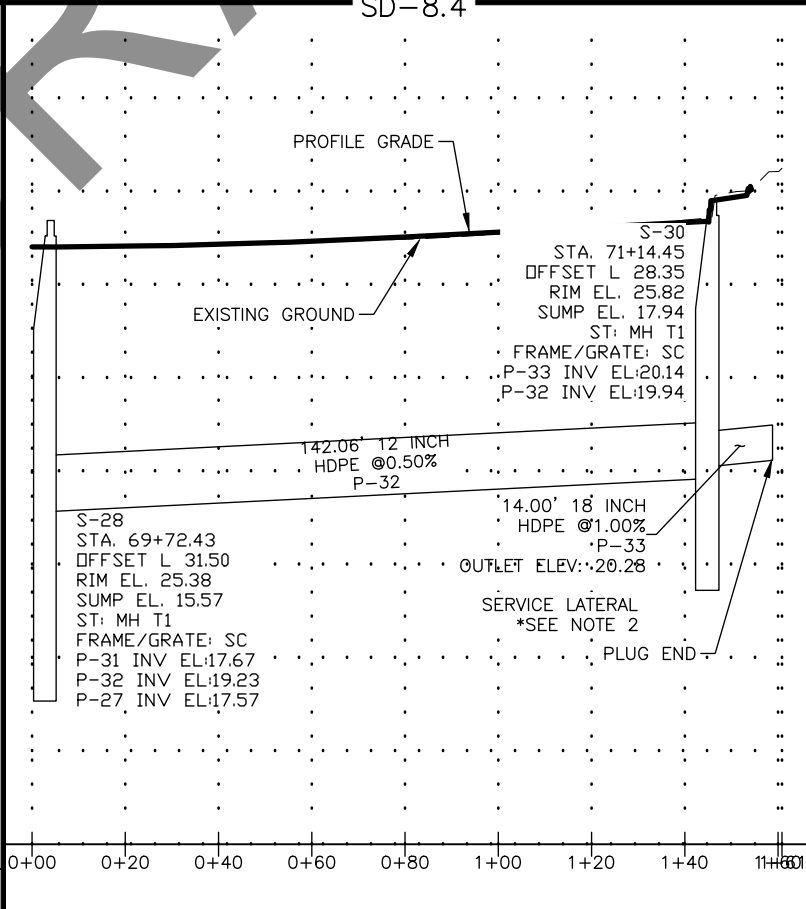 SD-8.4
PROFILE GRADE
EXISTING GROUND
S-30
STA. 71+14.45
OFFSET L 28.35
RIM EL. 25.82
SUMP EL. 17.94
ST: MH T1
FRAME/GRATE: SC
P-33 INV EL:20.14
P-32 INV EL:19.94
142.06' 12 INCH
HDPE @0.50%
P-32
S-28
STA. 69+72.43
OFFSET L 31.50
RIM EL. 25.38
SUMP EL. 15.57
ST: MH T1
FRAME/GRATE: SC
P-31 INV EL:17.67
P-32 INV EL:19.23
P-27 INV EL:17.57
14.00' 18 INCH
HDPE @1.00%
P-33
OUTLET ELEV: 20.28
SERVICE LATERAL
*SEE NOTE 2
PLUG END
0+00 0+20 0+40 0+60 0+80 1+00 1+20 1+40 1+60